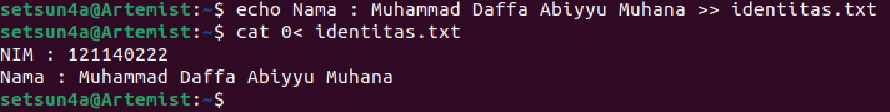 setsun4a@Artemist:~$ echo Nama : Muhammad Daffa Abiyyu Muhana >> identitas.txt
setsun4a@Artemist:~$ cat 0< identitas.txt
NIM : 121140222
Nama : Muhammad Daffa Abiyyu Muhana
setsun4a@Artemist:~$